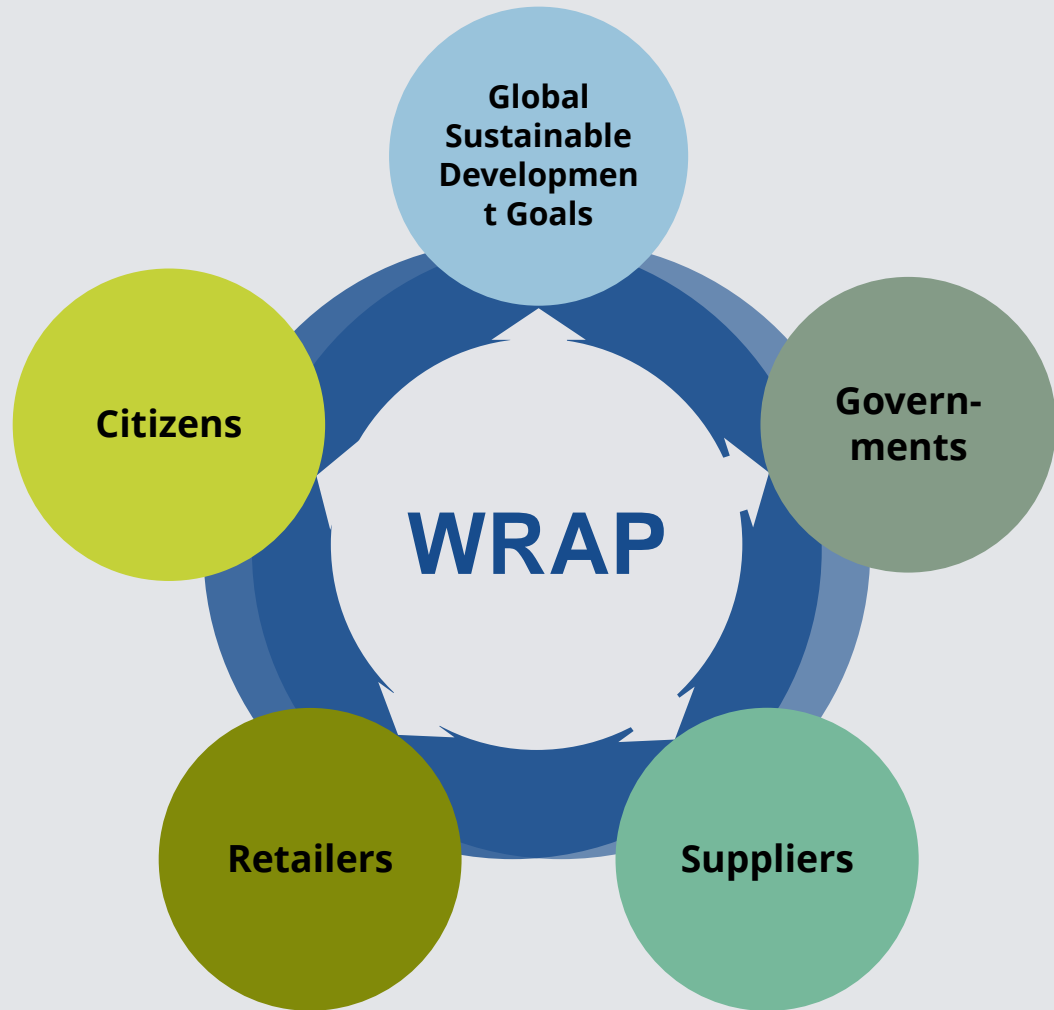 Global
Sustainable
Developmen
t Goals
Citizens
Govern-
ments
WRAP
Retailers
Suppliers